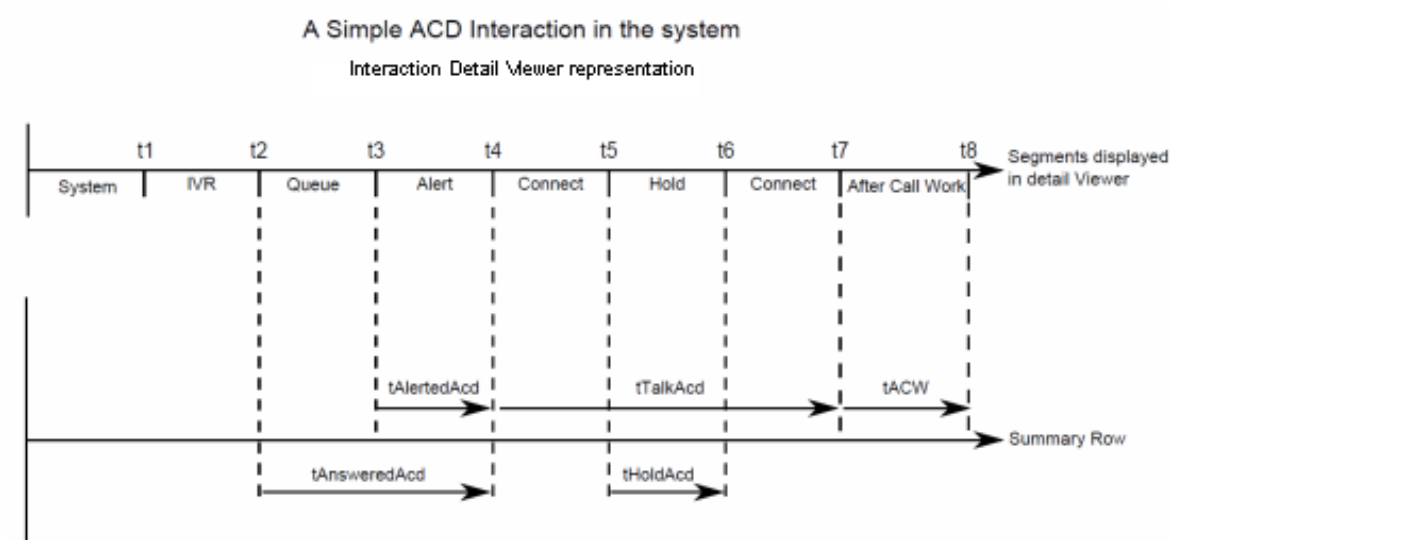 A Simple ACD Interaction in the system
Interaction Detail Viewer representation
t1 t2 t3 t4 t5 t6 t7 t8
Segments displayed
in detail Viewer
System IVR Queue Alert Connect Hold Connect After Call Work
tAlertedAcd tTalkAcd tACW
Summary Row
tAnsweredAcd tHoldAcd